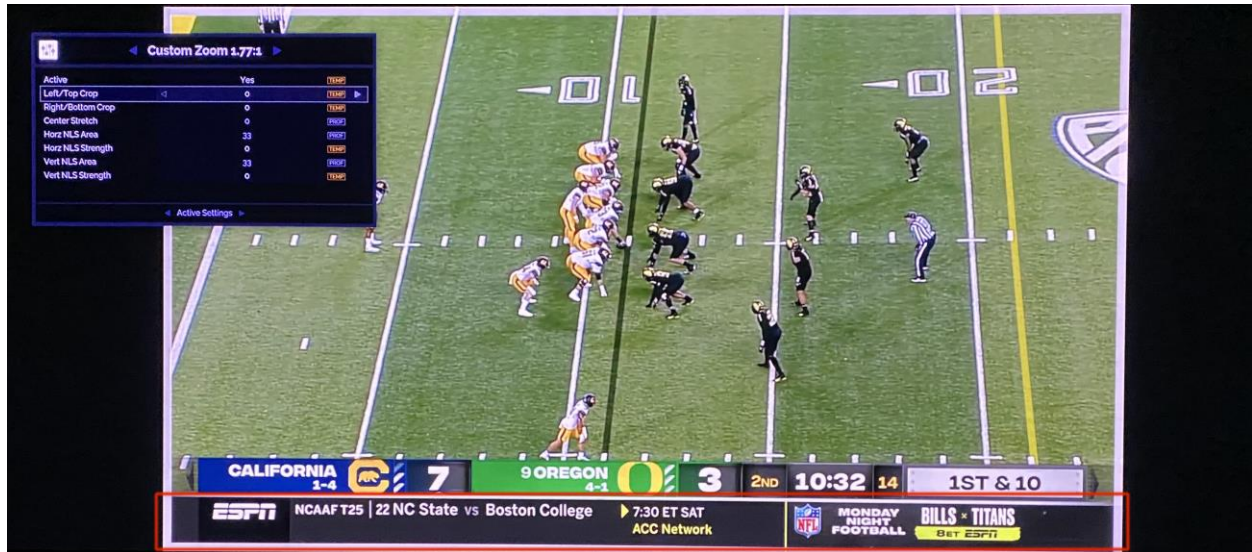 Custom Zoom 1.77:1
Active Yes TEMP
Left/Top Crop 0 TEMP
Right/Bottom Crop 0 TEMP
Center Stretch 0 PROF
Horz NLS Area 33 PROF
Horz NLS Strength 0 TEMP
Vert NLS Area 33 PROF
Vert NLS Strength 0 TEMP
Active Settings
10
20
CALIFORNIA
1-4
C
7
9 OREGON
4-1
O
3
2ND
10:32
14
1ST & 10
ESPN
NCAAF T25 | 22 NC State vs Boston College
7:30 ET SAT
ACC Network
NFL
MONDAY
NIGHT
FOOTBALL
BILLS × TITANS
BET ESPN